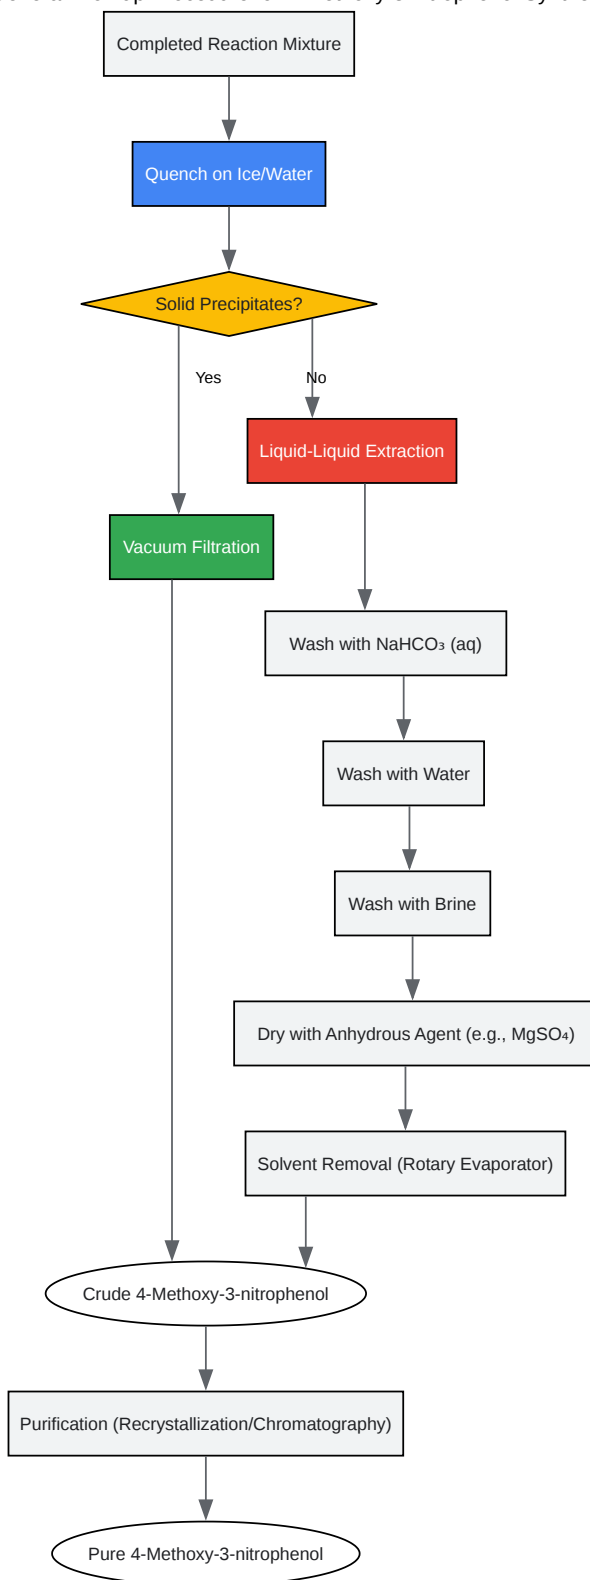 Completed Reaction Mixture
Quench on Ice/Water
Solid Precipitates?
Yes
No
Liquid-Liquid Extraction
Vacuum Filtration
Wash with NaHCO₃ (aq)
Wash with Water
Wash with Brine
Dry with Anhydrous Agent (e.g., MgSO₄)
Solvent Removal (Rotary Evaporator)
Crude 4-Methoxy-3-nitrophenol
Purification (Recrystallization/Chromatography)
Pure 4-Methoxy-3-nitrophenol